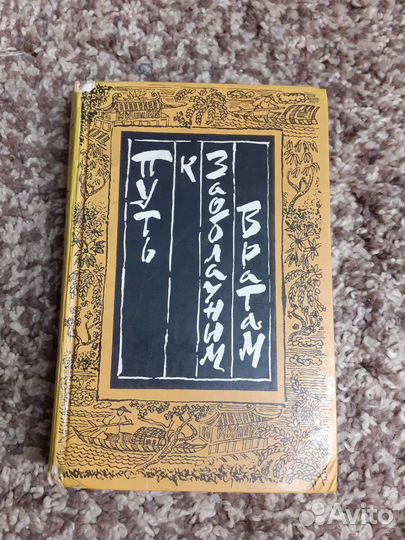 Путь
к
Заоблачным
Вратам
Avito